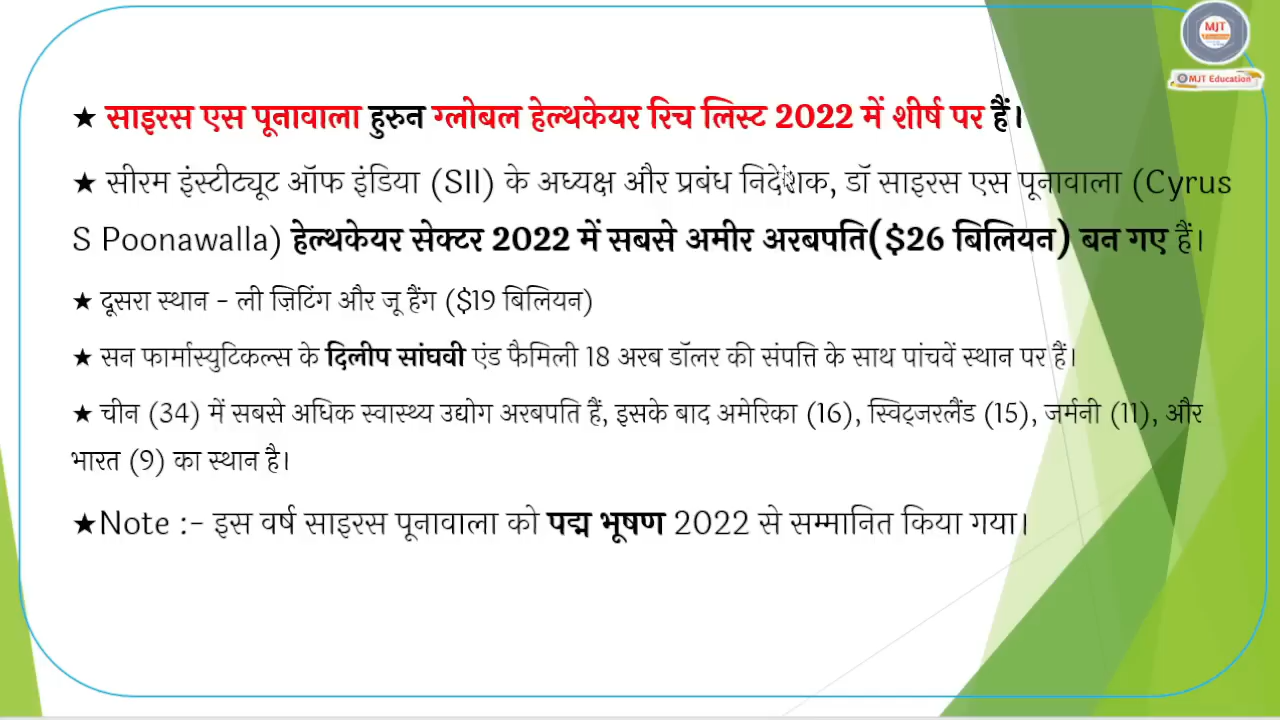 MJT
MJT Education
★ साइरस एस पूनावाला हुरुन ग्लोबल हेल्थकेयर रिच लिस्ट 2022 में शीर्ष पर हैं।
★ सीरम इंस्टीट्यूट ऑफ इंडिया (SII) के अध्यक्ष और प्रबंध निदेशक, डॉ साइरस एस पूनावाला (Cyrus
S Poonawalla) हेल्थकेयर सेक्टर 2022 में सबसे अमीर अरबपति($26 बिलियन) बन गए हैं।
★ दूसरा स्थान - ली ज़िटिंग और जू हैंग ($19 बिलियन)
★ सन फार्मास्युटिकल्स के दिलीप सांघवी एंड फैमिली 18 अरब डॉलर की संपत्ति के साथ पांचवें स्थान पर हैं।
★ चीन (34) में सबसे अधिक स्वास्थ्य उद्योग अरबपति हैं, इसके बाद अमेरिका (16), स्विट्जरलैंड (15), जर्मनी (11), और
भारत (9) का स्थान है।
★Note :- इस वर्ष साइरस पूनावाला को पद्म भूषण 2022 से सम्मानित किया गया।